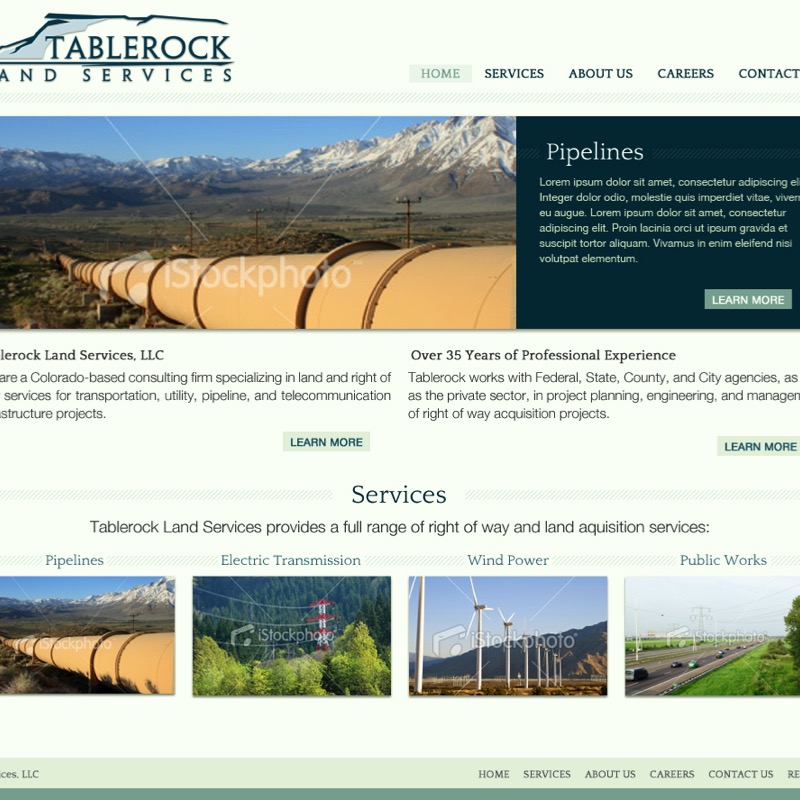 TABLEROCK
AND SERVICES
HOME SERVICES ABOUT US CAREERS CONTACT
Pipelines
Lorem ipsum dolor sit amet, consectetur adipiscing eli
Integer dolor odio, molestie quis imperdiet vitae, viver
eu augue. Lorem ipsum dolor sit amet, consectetur
adipiscing elit. Proin lacinia orci ut ipsum gravida et
suscipit tortor aliquam. Vivamus in enim eleifend nisi
volutpat elementum.
LEARN MORE
iStockphoto
lerock Land Services, LLC
are a Colorado-based consulting firm specializing in land and right of
services for transportation, utility, pipeline, and telecommunication
astructure projects.
LEARN MORE
Over 35 Years of Professional Experience
Tablerock works with Federal, State, County, and City agencies, as
as the private sector, in project planning, engineering, and managem
of right of way acquisition projects.
LEARN MORE
Services
Tablerock Land Services provides a full range of right of way and land aquisition services:
Pipelines Electric Transmission Wind Power Public Works
iStockphoto iStockphoto iStockphoto iStockphoto
ices, LLC
HOME SERVICES ABOUT US CAREERS CONTACT US RE